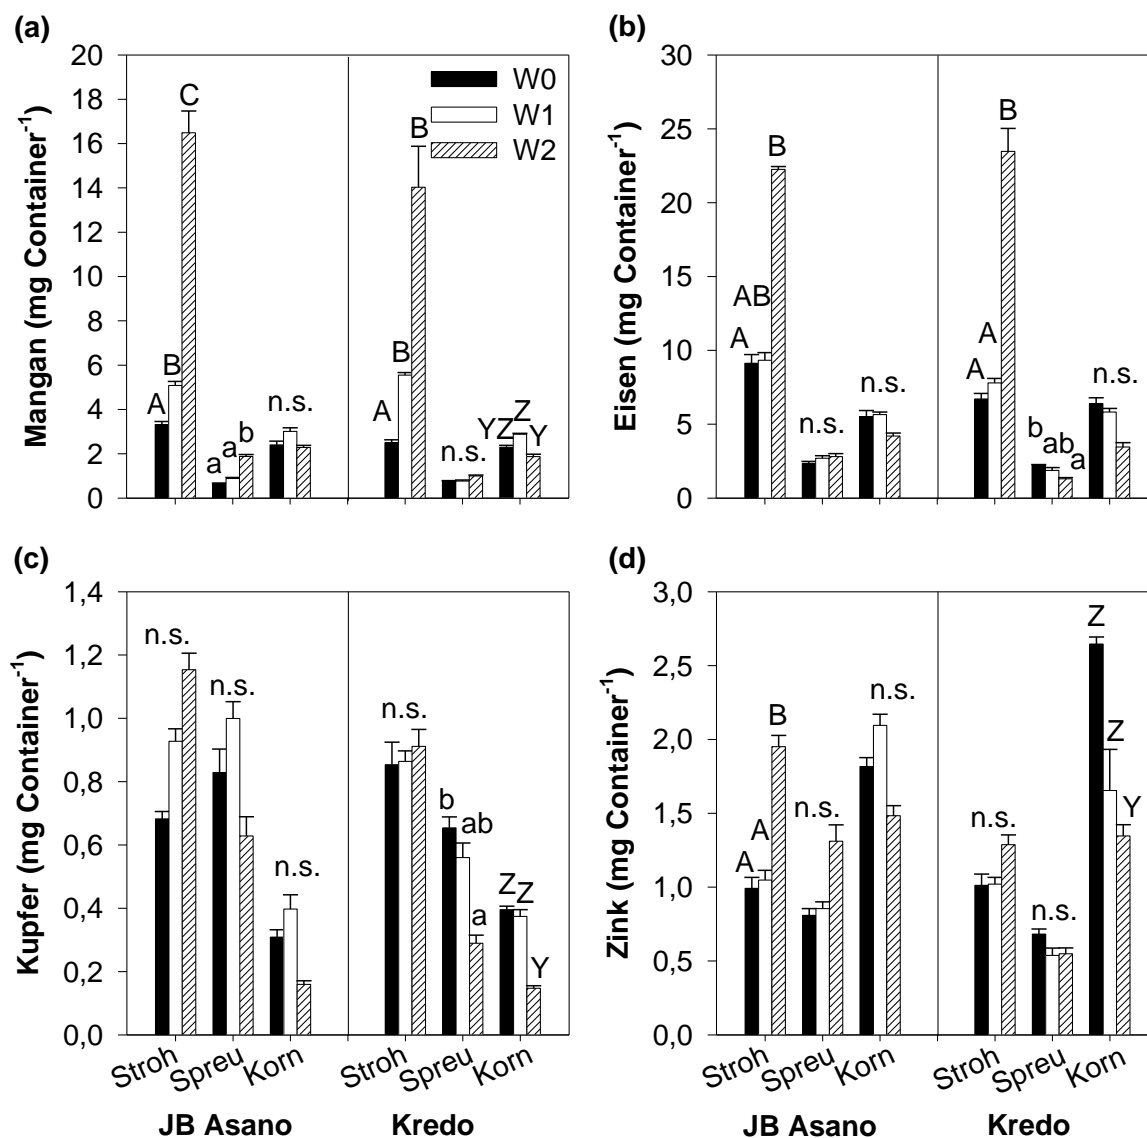 (a)
Mangan (mg Container⁻¹)
20
18
16
14
12
10
8
6
4
2
0
W0
W1
W2
A
B
C
a
a
b
n.s.
A
B
B
n.s.
YZ
Z
Y
(b)
Eisen (mg Container⁻¹)
30
25
20
15
10
5
0
A
AB
B
n.s.
n.s.
A
A
B
b
ab
a
n.s.
(c)
Kupfer (mg Container⁻¹)
1,4
1,2
1,0
0,8
0,6
0,4
0,2
0,0
n.s.
n.s.
n.s.
n.s.
b
ab
a
Z
Z
Y
Stroh
Spreu
Korn
Stroh
Spreu
Korn
JB Asano
Kredo
(d)
Zink (mg Container⁻¹)
3,0
2,5
2,0
1,5
1,0
0,5
0,0
A
A
B
n.s.
n.s.
n.s.
n.s.
Z
Z
Y
Stroh
Spreu
Korn
Stroh
Spreu
Korn
JB Asano
Kredo